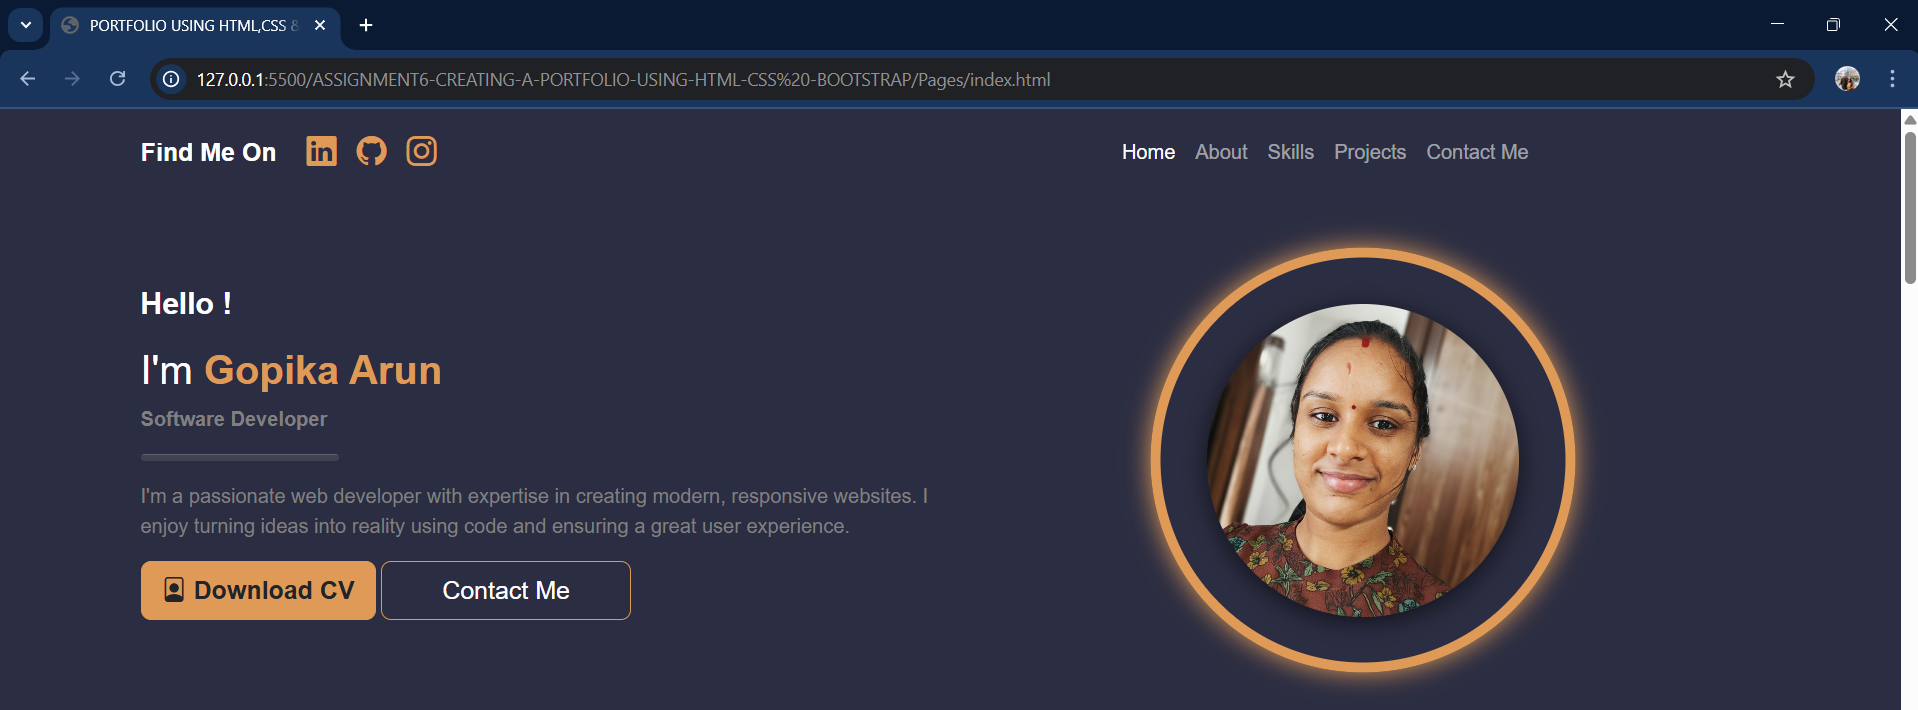 PORTFOLIO USING HTML,CSS &
127.0.0.1:5500/ASSIGNMENT6-CREATING-A-PORTFOLIO-USING-HTML-CSS%20-BOOTSTRAP/Pages/index.html
Find Me On in Home About Skills Projects Contact Me
Hello !
I'm Gopika Arun
Software Developer
I'm a passionate web developer with expertise in creating modern, responsive websites. I
enjoy turning ideas into reality using code and ensuring a great user experience.
Download CV Contact Me